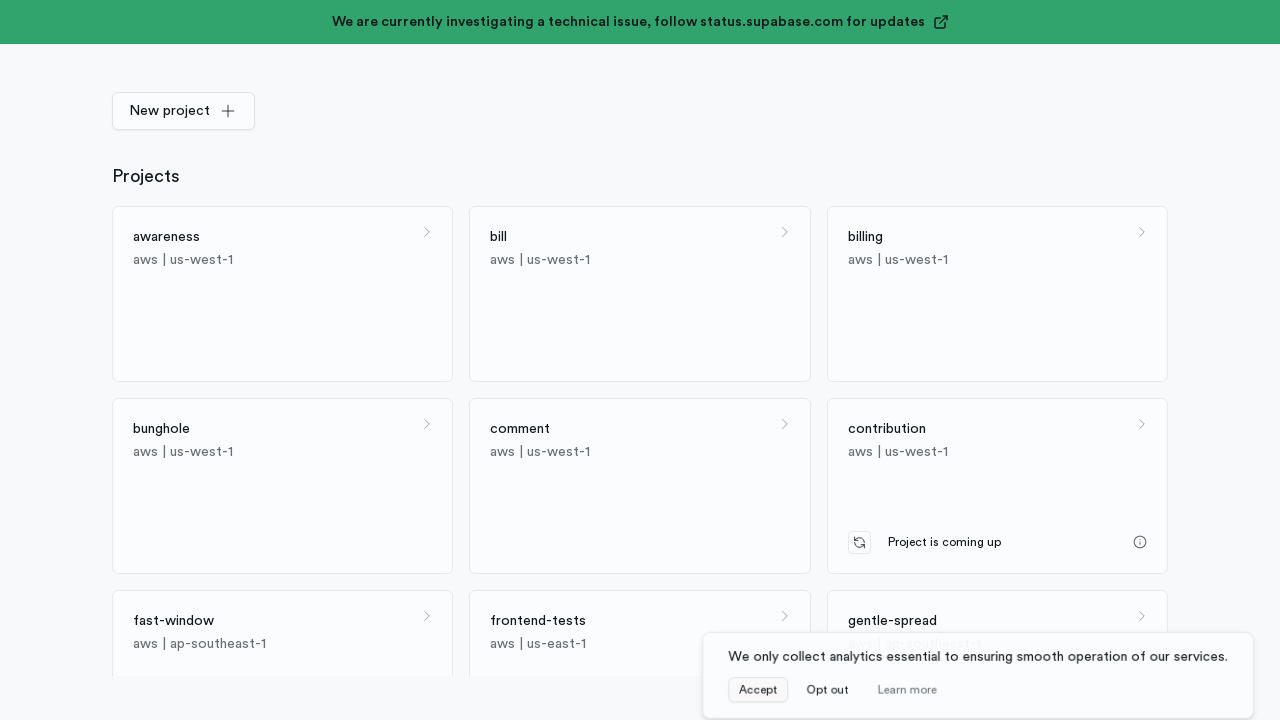 We are currently investigating a technical issue, follow status.supabase.com for updates
New project
Projects
awareness
aws | us-west-1
bill
aws | us-west-1
billing
aws | us-west-1
bunghole
aws | us-west-1
comment
aws | us-west-1
contribution
aws | us-west-1
Project is coming up
fast-window
aws | ap-southeast-1
frontend-tests
aws | us-east-1
gentle-spread
We only collect analytics essential to ensuring smooth operation of our services.
Accept
Opt out
Learn more